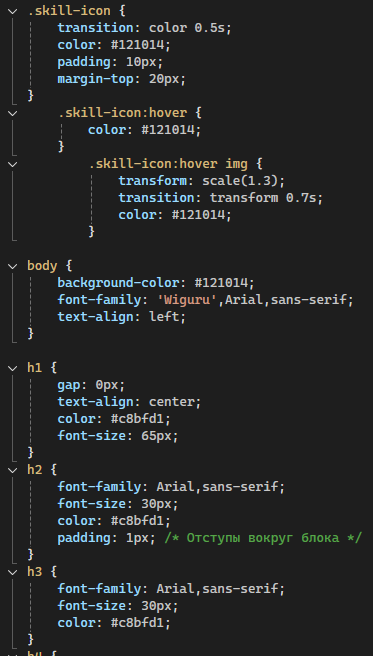 .skill-icon {
transition: color 0.5s;
color: #121014;
padding: 10px;
margin-top: 20px;
}
.skill-icon:hover {
color: #121014;
}
.skill-icon:hover img {
transform: scale(1.3);
transition: transform 0.7s;
color: #121014;
}
body {
background-color: #121014;
font-family: 'Wiguru',Arial,sans-serif;
text-align: left;
}
h1 {
gap: 0px;
text-align: center;
color: #c8bfd1;
font-size: 65px;
}
h2 {
font-family: Arial,sans-serif;
font-size: 30px;
color: #c8bfd1;
padding: 1px; /* Отступы вокруг блока */
}
h3 {
font-family: Arial,sans-serif;
font-size: 30px;
color: #c8bfd1;
}